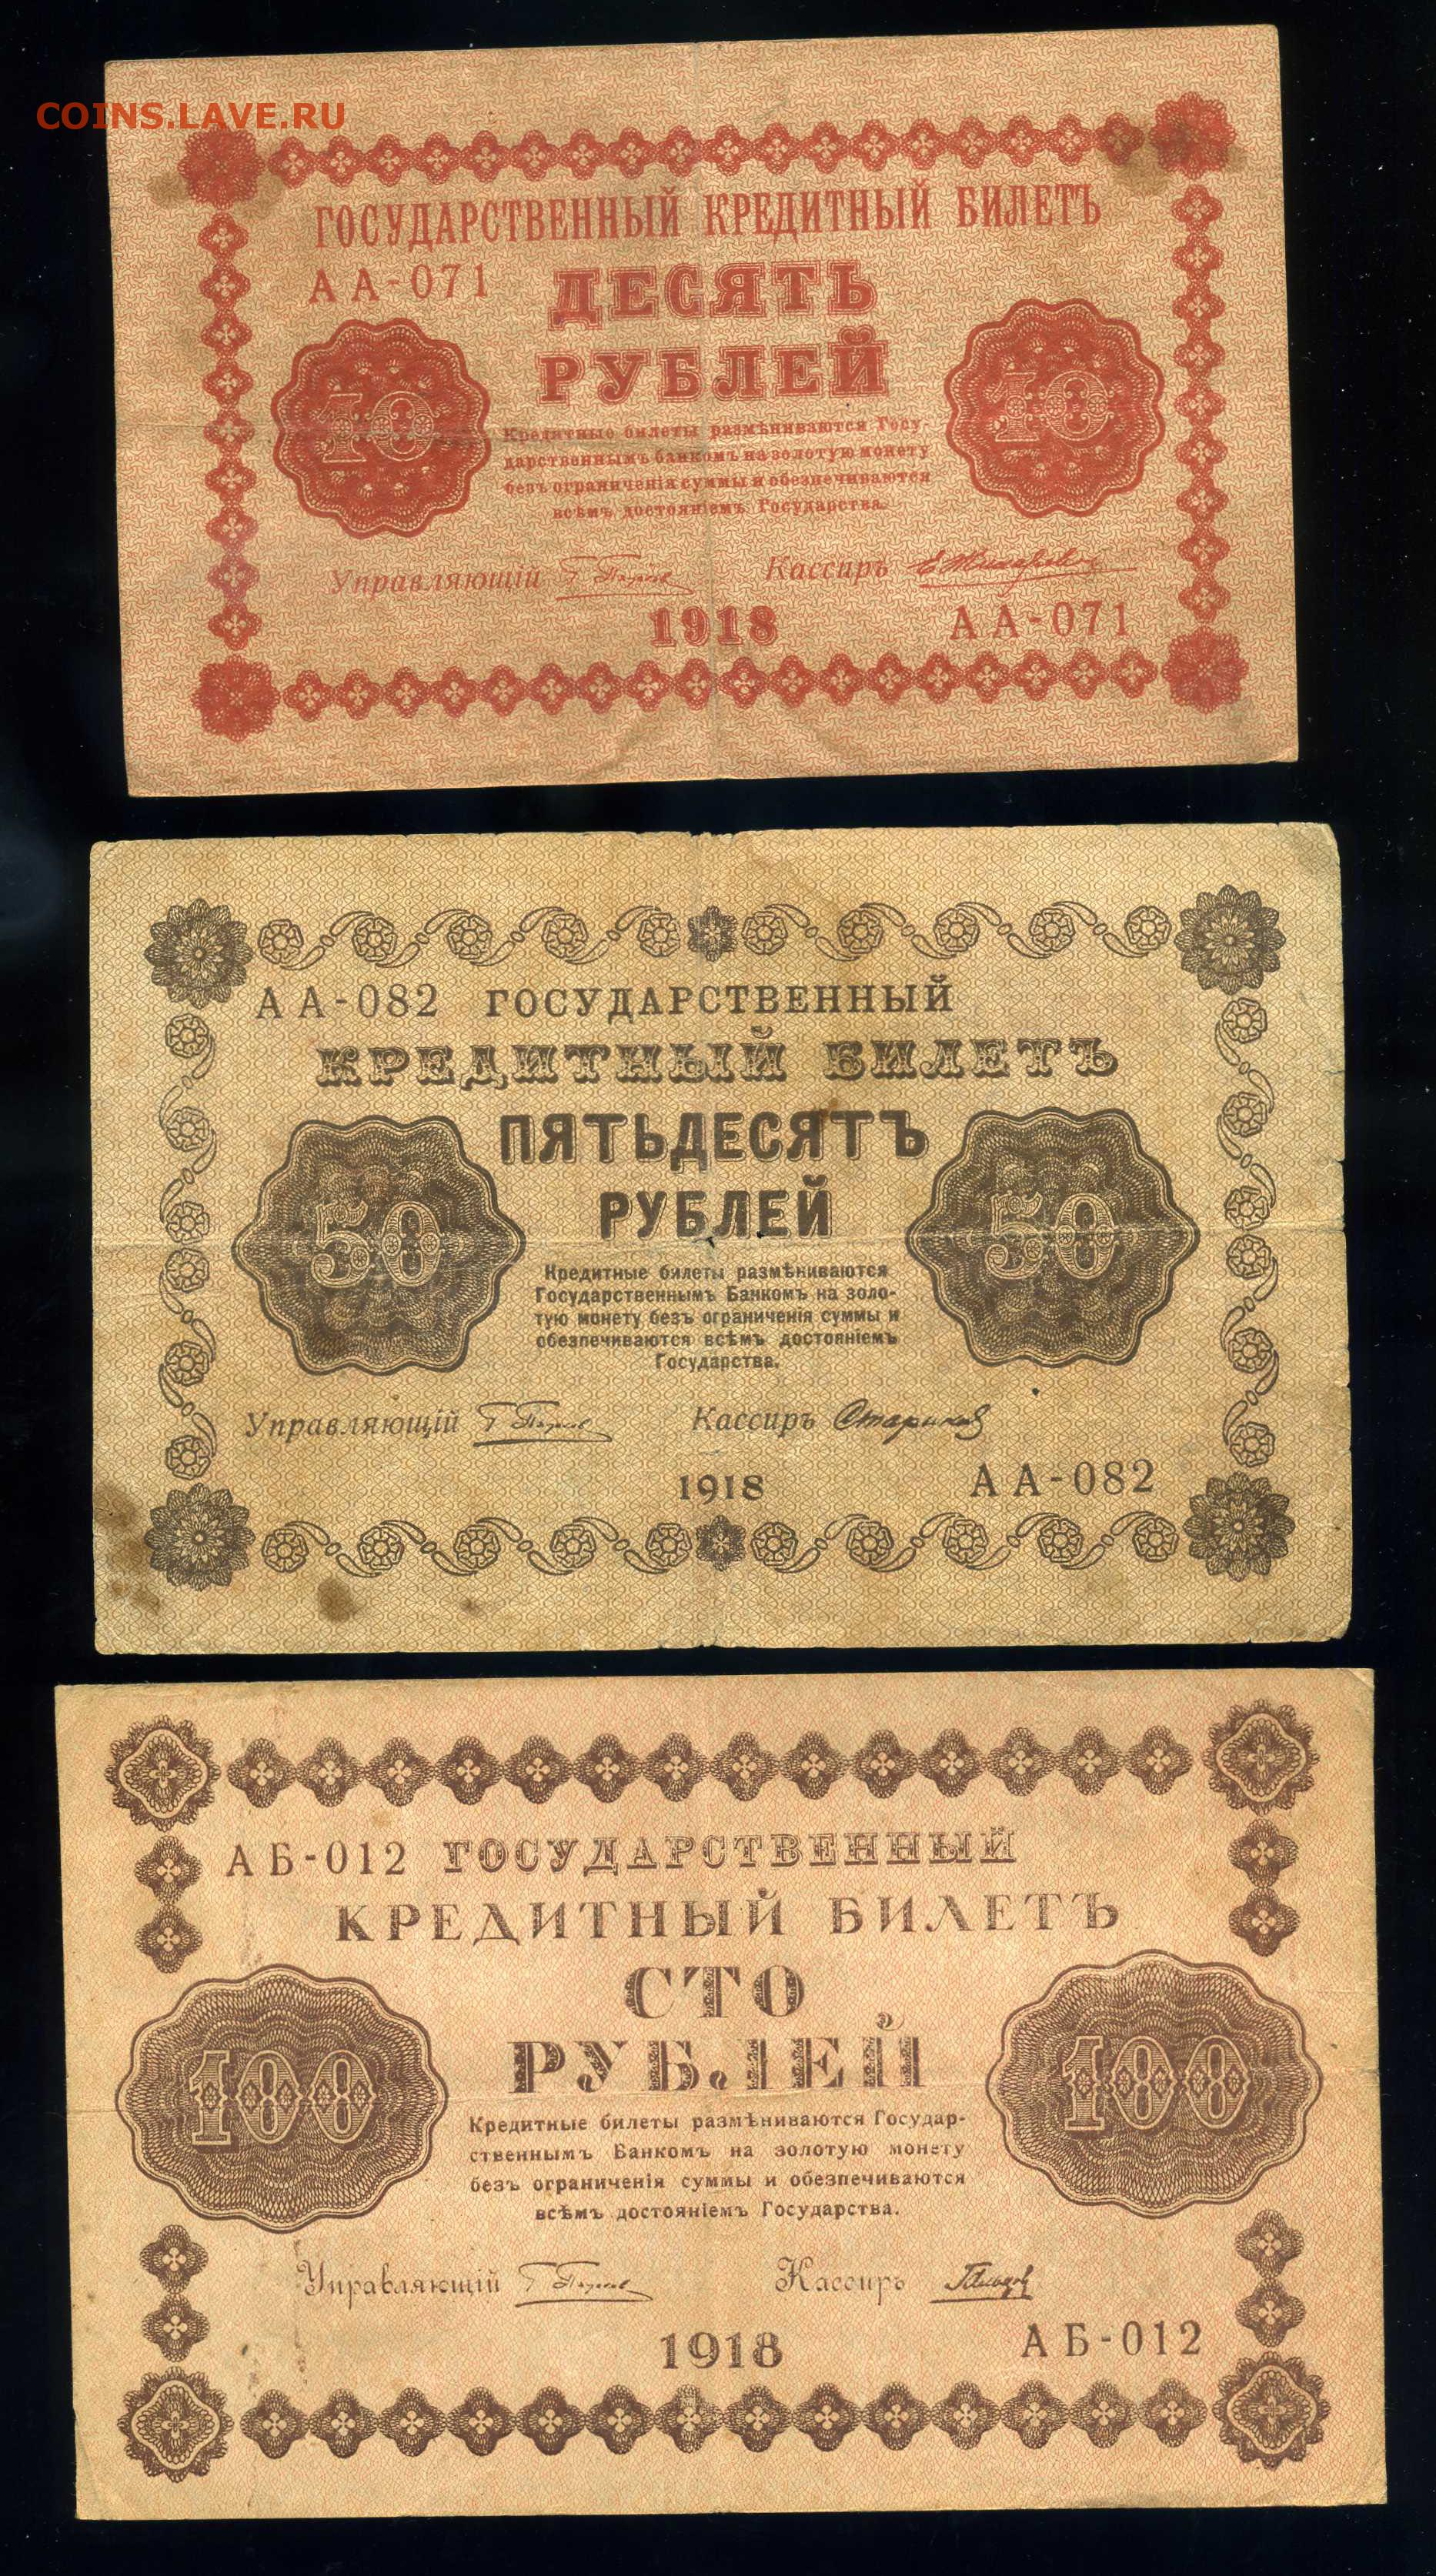 COINS.LAVE.RU
ГОСУДАРСТВЕННЫЙ КРЕДИТНЫЙ БИЛЕТЪ
АА-071
ДЕСЯТЬ
РУБЛЕЙ
10 10
Кредитные билеты размѣниваются Госу-
дарственнымъ банкомъ на золотую монету
безъ ограниченія суммы и обезпечиваются
всѣмъ достояніемъ Государства.
Управляющій Кассиръ
1918
АА-071
АА-082 ГОСУДАРСТВЕННЫЙ
КРЕДИТНЫЙ БИЛЕТЪ
ПЯТЬДЕСЯТЪ
РУБЛЕЙ
50 50
Кредитные билеты размѣниваются
Государственнымъ Банкомъ на золо-
тую монету безъ ограниченія суммы и
обезпечиваются всѣмъ достояніемъ
Государства.
Управляющій Кассиръ
1918 АА-082
АБ-012 ГОСУДАРСТВЕННЫЙ
КРЕДИТНЫЙ БИЛЕТЪ
СТО
РУБЛЕЙ
100 100
Кредитные билеты размѣниваются Государ-
ственнымъ Банкомъ на золотую монету
безъ ограниченія суммы и обезпечиваются
всѣмъ достояніемъ Государства.
Управляющій Кассиръ
1918 АБ-012